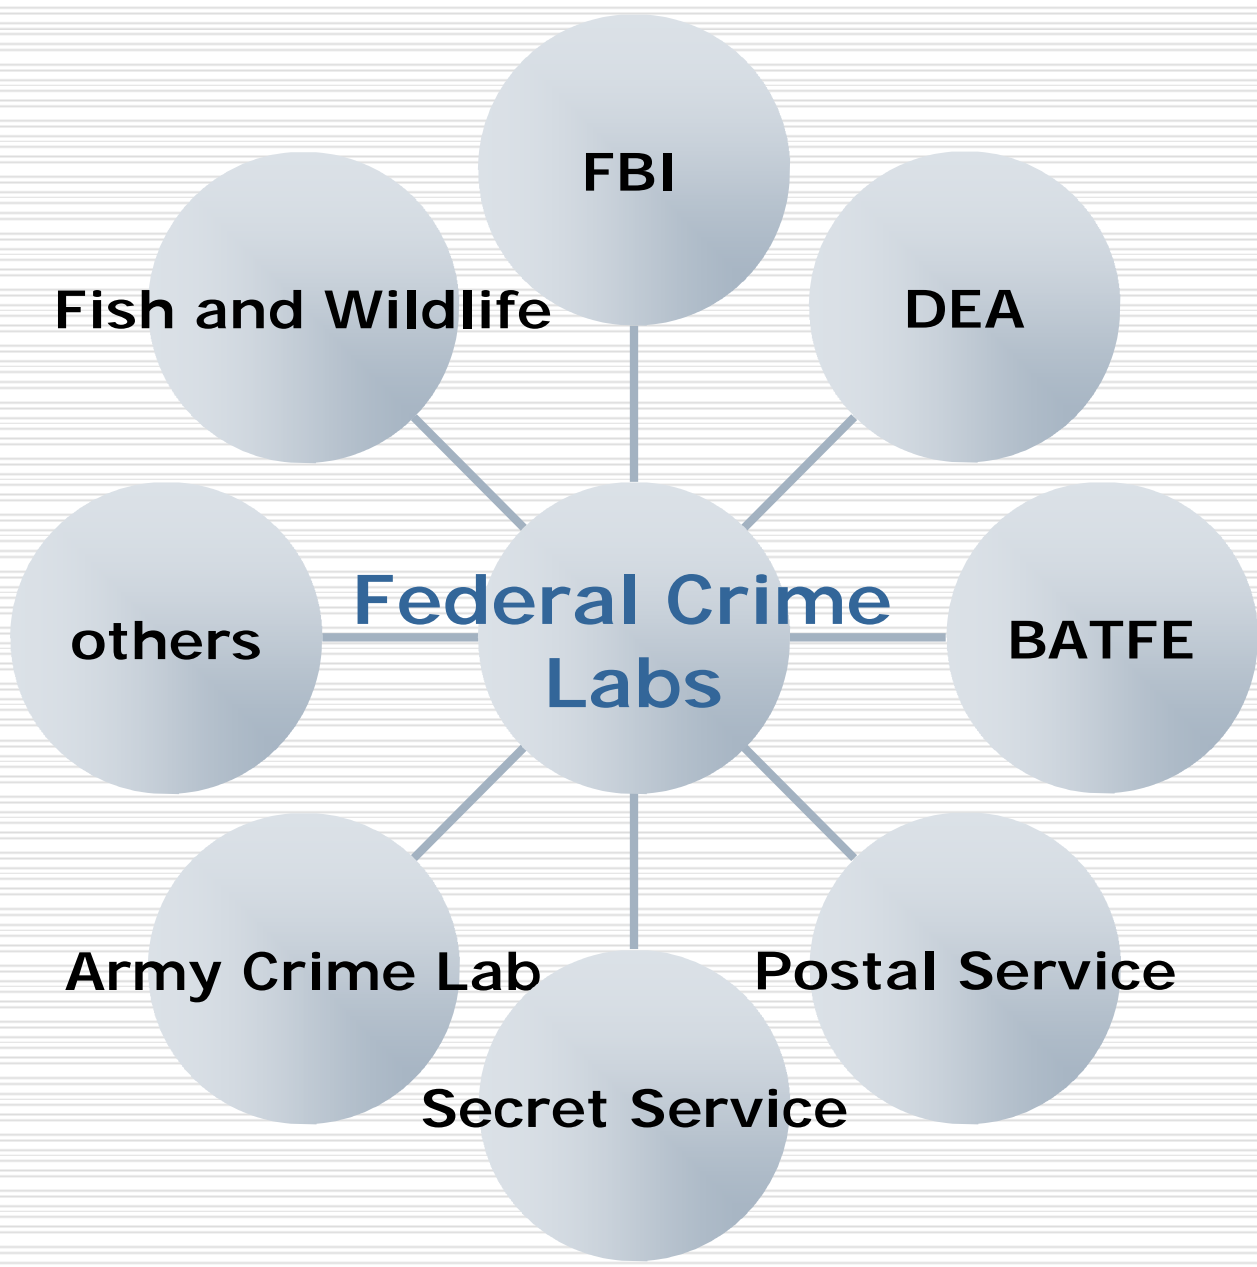 FBI
Fish and Wildlife
DEA
Federal Crime
Labs
others
BATFE
Army Crime Lab
Postal Service
Secret Service